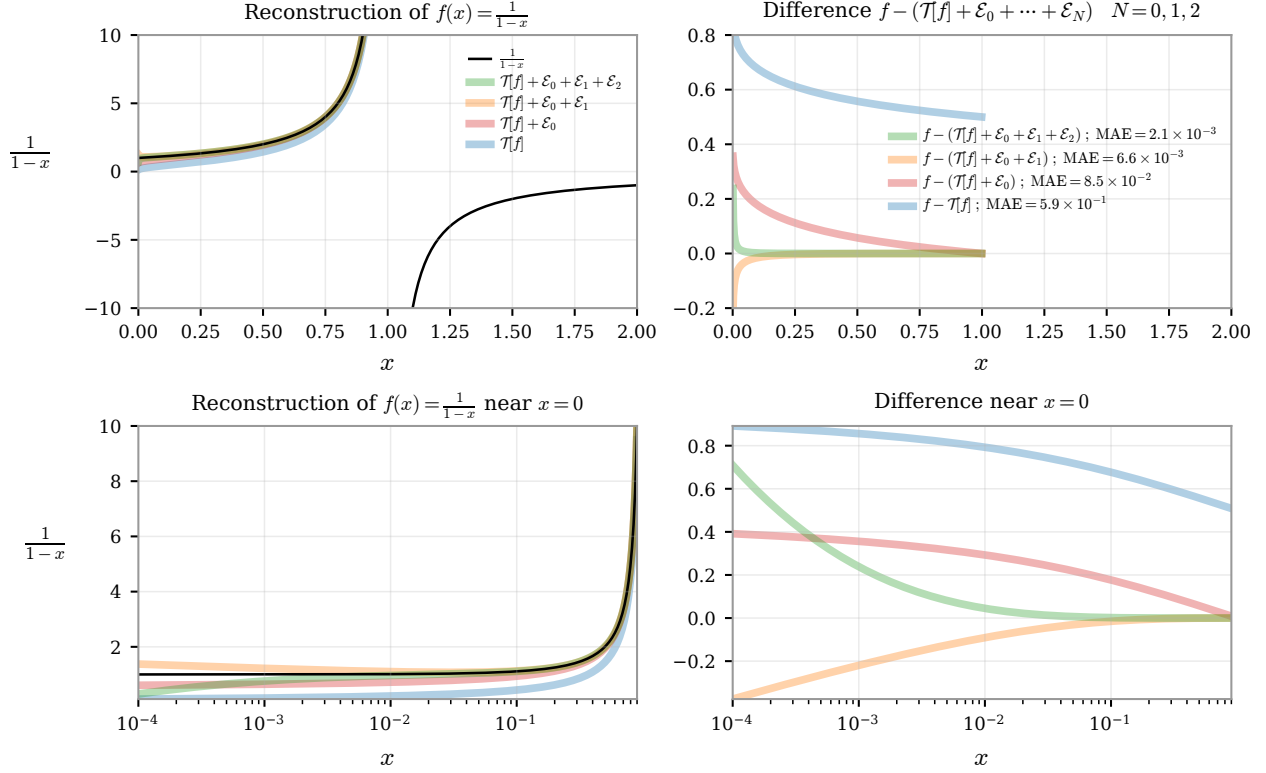 Reconstruction of f(x) = 1/(1−x)
10
5
0
−5
−10
1/(1−x)
1/(1−x)
𝒯[f] + ℰ₀ + ℰ₁ + ℰ₂
𝒯[f] + ℰ₀ + ℰ₁
𝒯[f] + ℰ₀
𝒯[f]
0.00 0.25 0.50 0.75 1.00 1.25 1.50 1.75 2.00
x
Difference f − (𝒯[f] + ℰ₀ + ··· + ℰ_N) N = 0, 1, 2
0.8
0.6
0.4
0.2
0.0
−0.2
f − (𝒯[f] + ℰ₀ + ℰ₁ + ℰ₂) ; MAE = 2.1 × 10⁻³
f − (𝒯[f] + ℰ₀ + ℰ₁) ; MAE = 6.6 × 10⁻³
f − (𝒯[f] + ℰ₀) ; MAE = 8.5 × 10⁻²
f − 𝒯[f] ; MAE = 5.9 × 10⁻¹
0.00 0.25 0.50 0.75 1.00 1.25 1.50 1.75 2.00
x
Reconstruction of f(x) = 1/(1−x) near x = 0
10
8
6
4
2
1/(1−x)
10⁻⁴ 10⁻³ 10⁻² 10⁻¹
x
Difference near x = 0
0.8
0.6
0.4
0.2
0.0
−0.2
10⁻⁴ 10⁻³ 10⁻² 10⁻¹
x